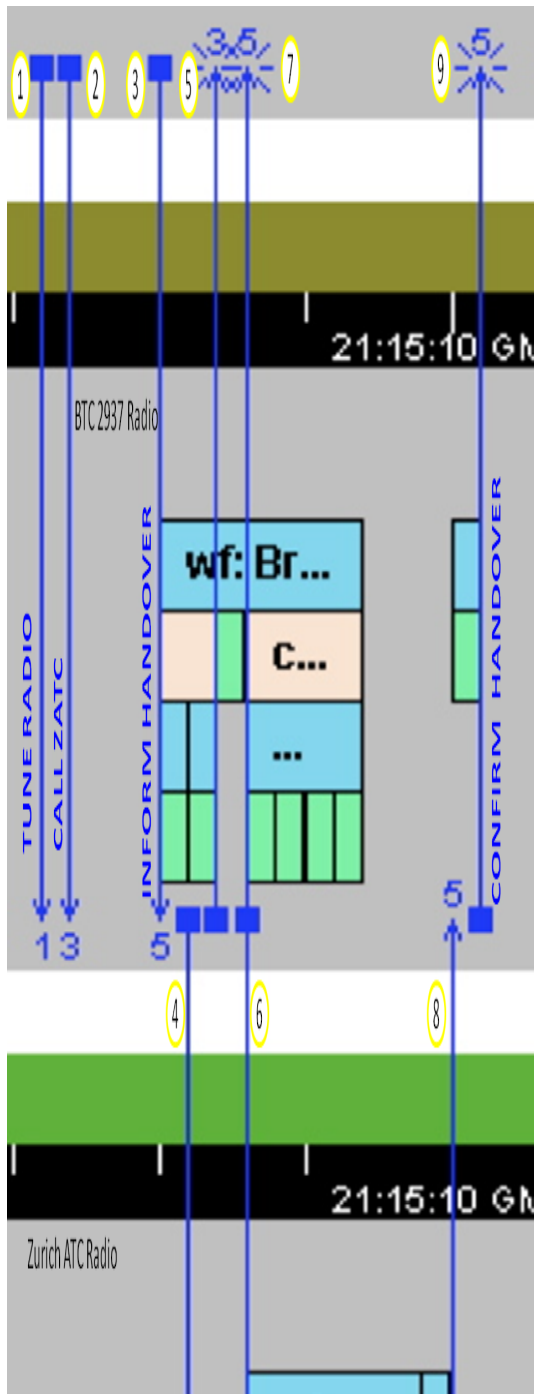 3 5
5
1
2
3
5
7
9
21:15:10 GM
BTC 2937 Radio
TUNE RADIO
CALL ZATC
INFORM HANDOVER
CONFIRM HANDOVER
wf: Br...
c...
...
5
1 3
5
4
6
8
21:15:10 GM
Zurich ATC Radio